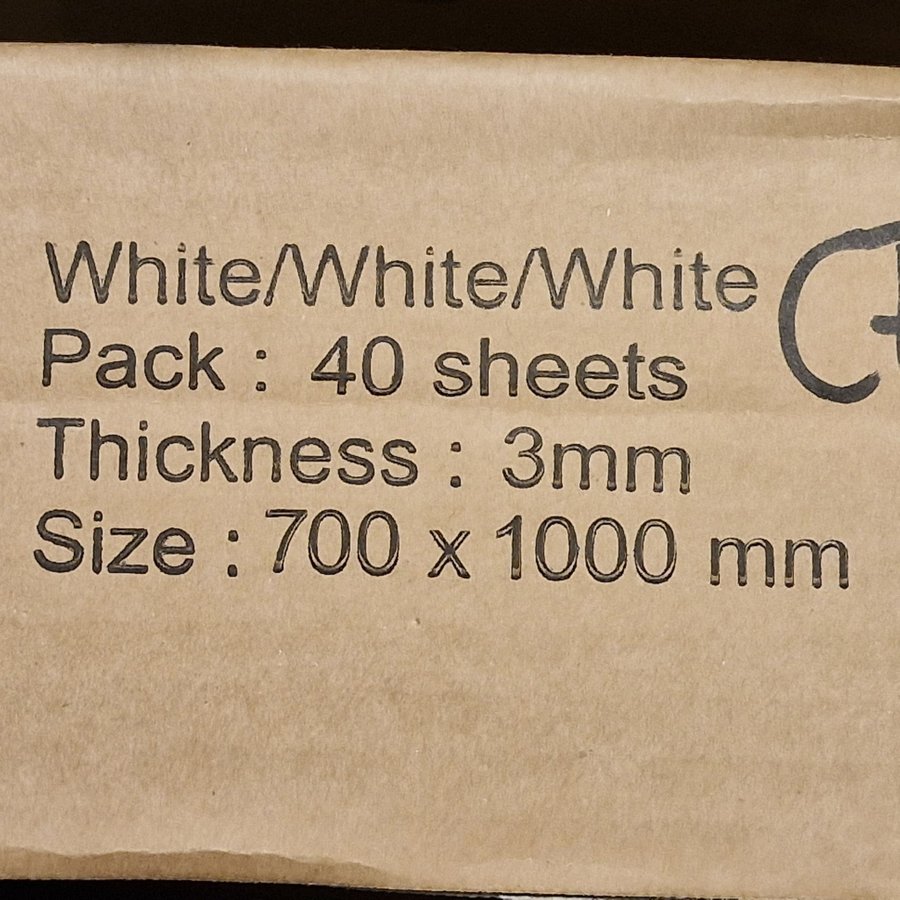 White/White/White
Pack : 40 sheets
Thickness : 3mm
Size : 700 x 1000 mm